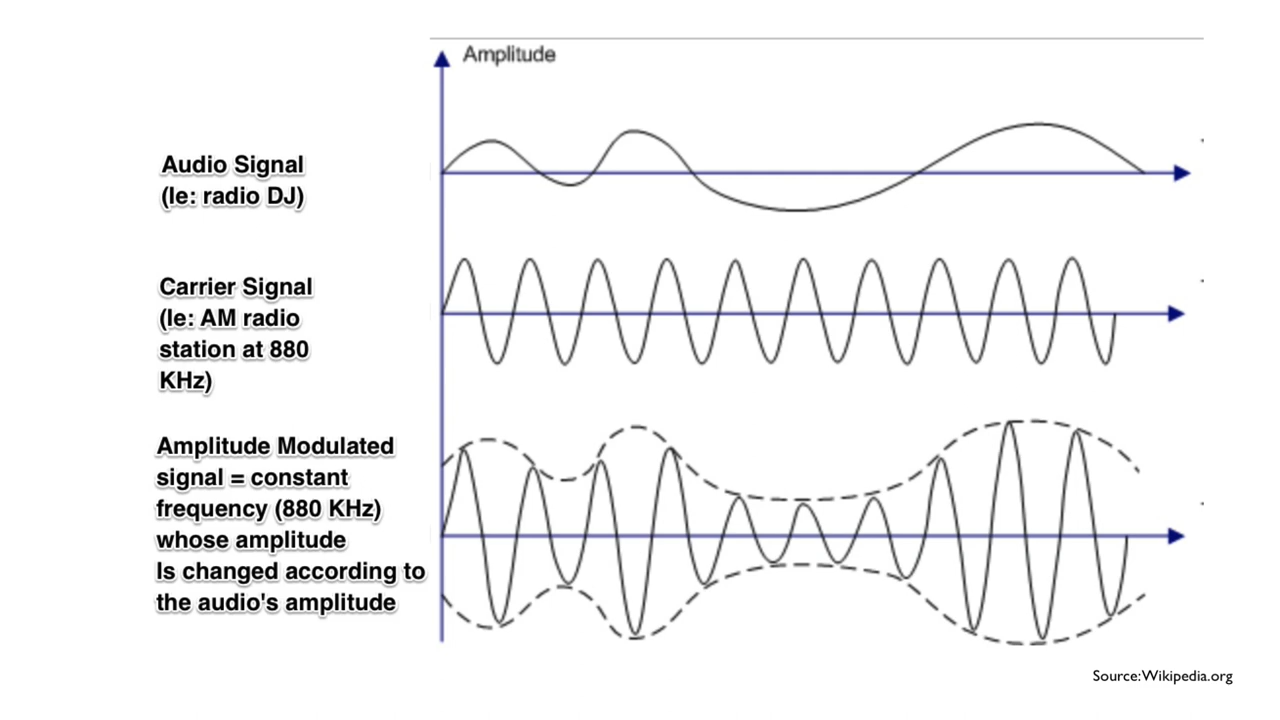 Amplitude
Audio Signal
(Ie: radio DJ)
Carrier Signal
(Ie: AM radio
station at 880
KHz)
Amplitude Modulated
signal = constant
frequency (880 KHz)
whose amplitude
Is changed according to
the audio's amplitude
Source:Wikipedia.org